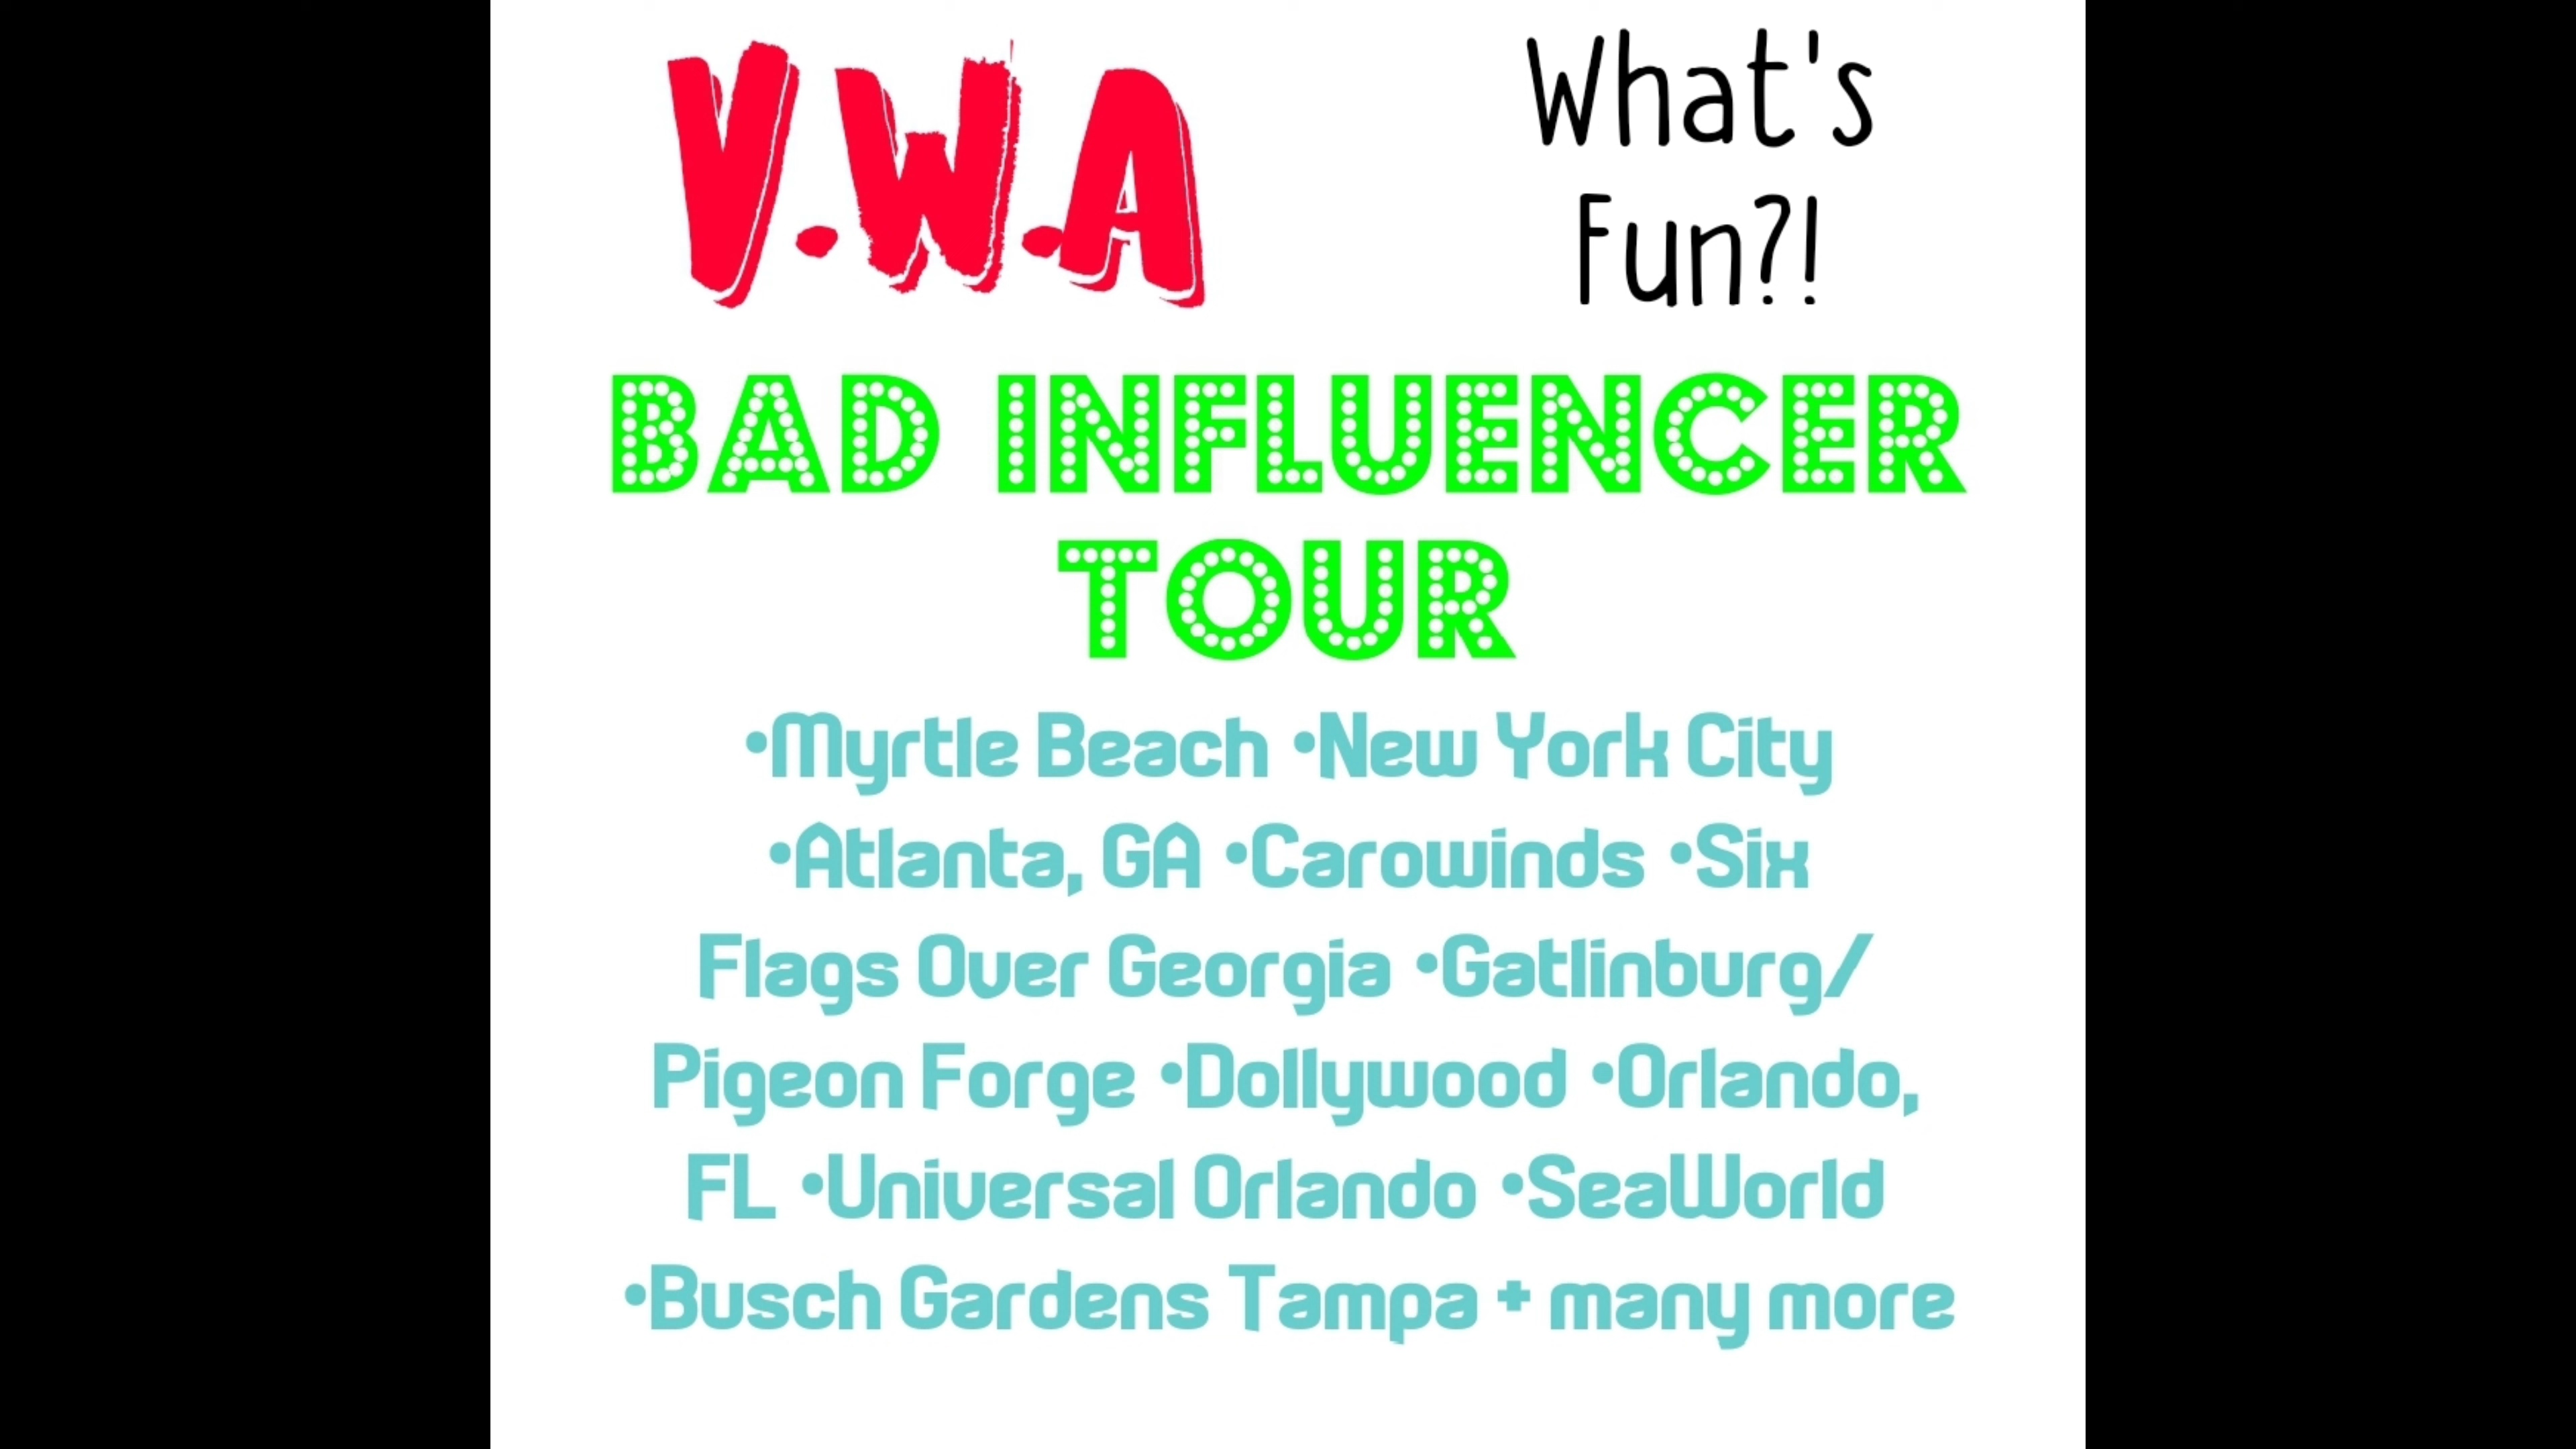 V.W.A
What's
Fun?!
BAD INFLUENCER
TOUR
•Myrtle Beach •New York City
•Atlanta, GA •Carowinds •Six
Flags Over Georgia •Gatlinburg/
Pigeon Forge •Dollywood •Orlando,
FL •Universal Orlando •SeaWorld
•Busch Gardens Tampa + many more